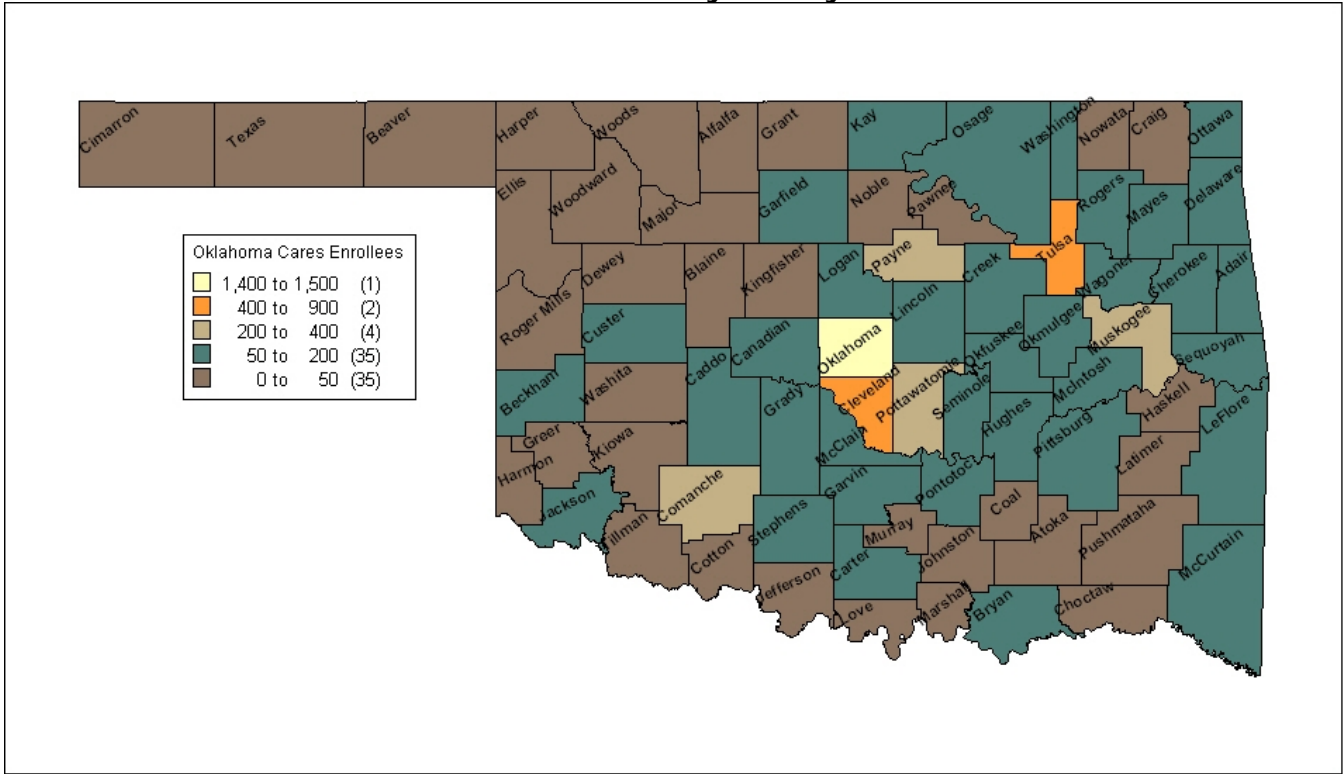 Cimarron
Texas
Beaver
Harper
Woods
Alfalfa
Grant
Kay
Osage
Washington
Nowata
Craig
Ottawa
Ellis
Woodward
Major
Garfield
Noble
Pawnee
Rogers
Mayes
Delaware
Oklahoma Cares Enrollees
1,400 to 1,500 (1)
400 to 900 (2)
200 to 400 (4)
50 to 200 (35)
0 to 50 (35)
Roger Mills
Dewey
Blaine
Kingfisher
Logan
Payne
Creek
Tulsa
Wagoner
Cherokee
Adair
Custer
Canadian
Oklahoma
Lincoln
Okfuskee
Okmulgee
Muskogee
Sequoyah
Beckham
Washita
Caddo
Grady
Cleveland
McClain
Pottawatomie
Seminole
Hughes
McIntosh
Pittsburg
Haskell
LeFlore
Latimer
Greer
Harmon
Kiowa
Jackson
Comanche
Tillman
Cotton
Stephens
Garvin
Pontotoc
Coal
Murray
Johnston
Atoka
Pushmataha
McCurtain
Carter
Jefferson
Love
Marshall
Bryan
Choctaw